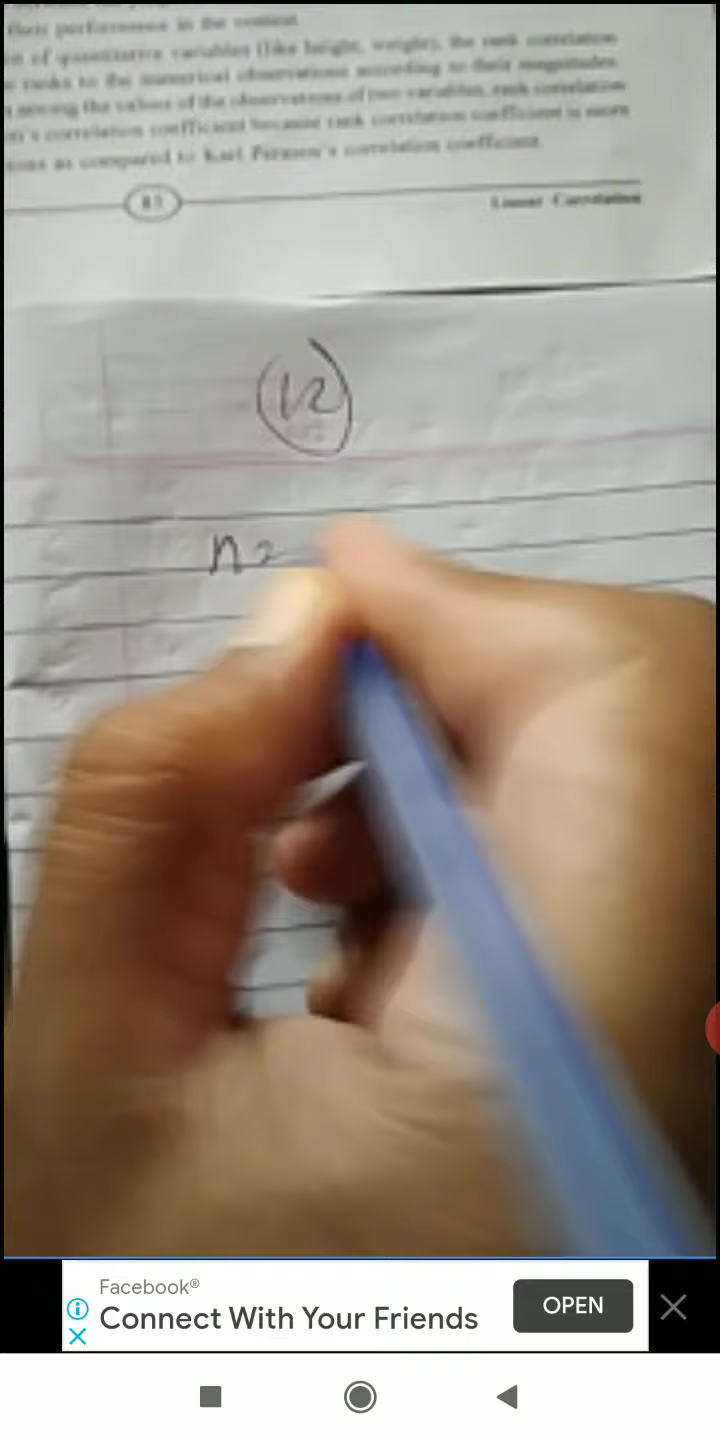 their performance in the contest
of quantitative variables (like height, weight), the rank correlation
ranks to the numerical observations according to their magnitudes.
among the values of the observations of two variables, rank correlation
's correlation coefficient because rank correlation coefficient is more
as compared to Karl Pearson's correlation coefficient.
83
Linear Correlation
12
n =
Facebook®
Connect With Your Friends
OPEN